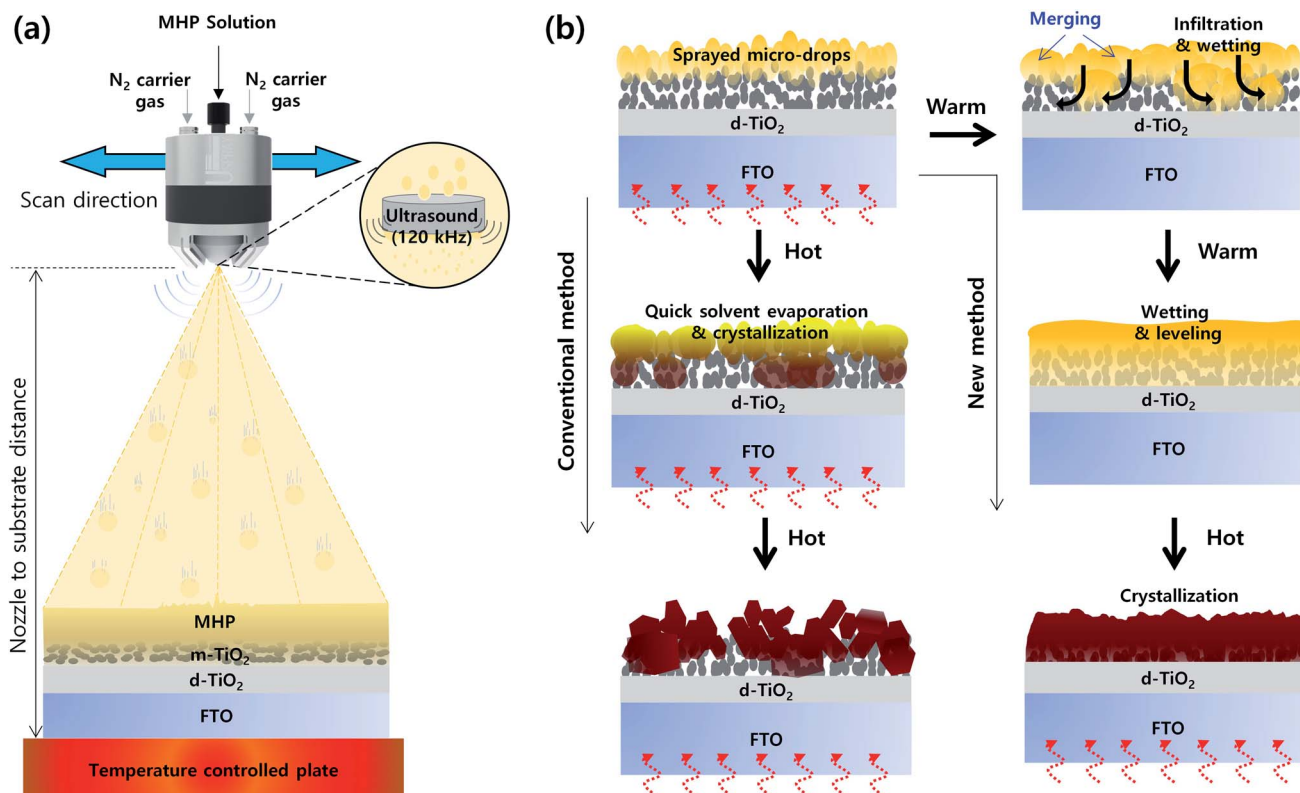 (a)
MHP Solution
N₂ carrier
gas
N₂ carrier
gas
Scan direction
Ultrasound
(120 kHz)
Nozzle to substrate distance
MHP
m-TiO₂
d-TiO₂
FTO
Temperature controlled plate
(b)
Sprayed micro-drops
d-TiO₂
FTO
Warm
Merging
Infiltration
& wetting
d-TiO₂
FTO
Conventional method
Hot
Quick solvent evaporation
& crystallization
d-TiO₂
FTO
Hot
d-TiO₂
FTO
New method
Warm
Wetting
& leveling
d-TiO₂
FTO
Hot
Crystallization
d-TiO₂
FTO